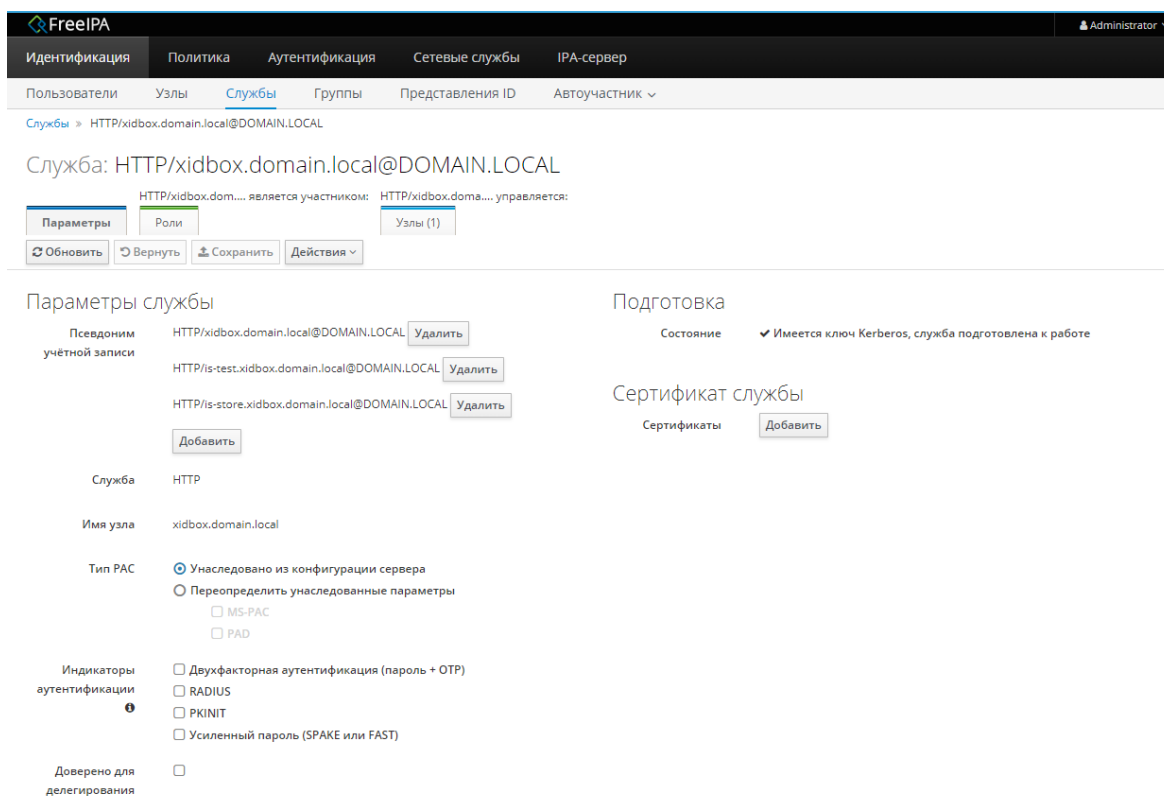 FreeIPA
Administrator
Идентификация Политика Аутентификация Сетевые службы IPA-сервер
Пользователи Узлы Службы Группы Представления ID Автоучастник
Службы » HTTP/xidbox.domain.local@DOMAIN.LOCAL
Служба: HTTP/xidbox.domain.local@DOMAIN.LOCAL
HTTP/xidbox.dom.... является участником: HTTP/xidbox.doma.... управляется:
Параметры Роли Узлы (1)
Обновить Вернуть Сохранить Действия
Параметры службы
Псевдоним учётной записи
HTTP/xidbox.domain.local@DOMAIN.LOCAL Удалить
HTTP/is-test.xidbox.domain.local@DOMAIN.LOCAL Удалить
HTTP/is-store.xidbox.domain.local@DOMAIN.LOCAL Удалить
Добавить
Служба HTTP
Имя узла xidbox.domain.local
Тип PAC Унаследовано из конфигурации сервера
Переопределить унаследованные параметры
MS-PAC
PAD
Индикаторы аутентификации
Двухфакторная аутентификация (пароль + OTP)
RADIUS
PKINIT
Усиленный пароль (SPAKE или FAST)
Доверено для
делегирования
Подготовка
Состояние Имеется ключ Kerberos, служба подготовлена к работе
Сертификат службы
Сертификаты Добавить